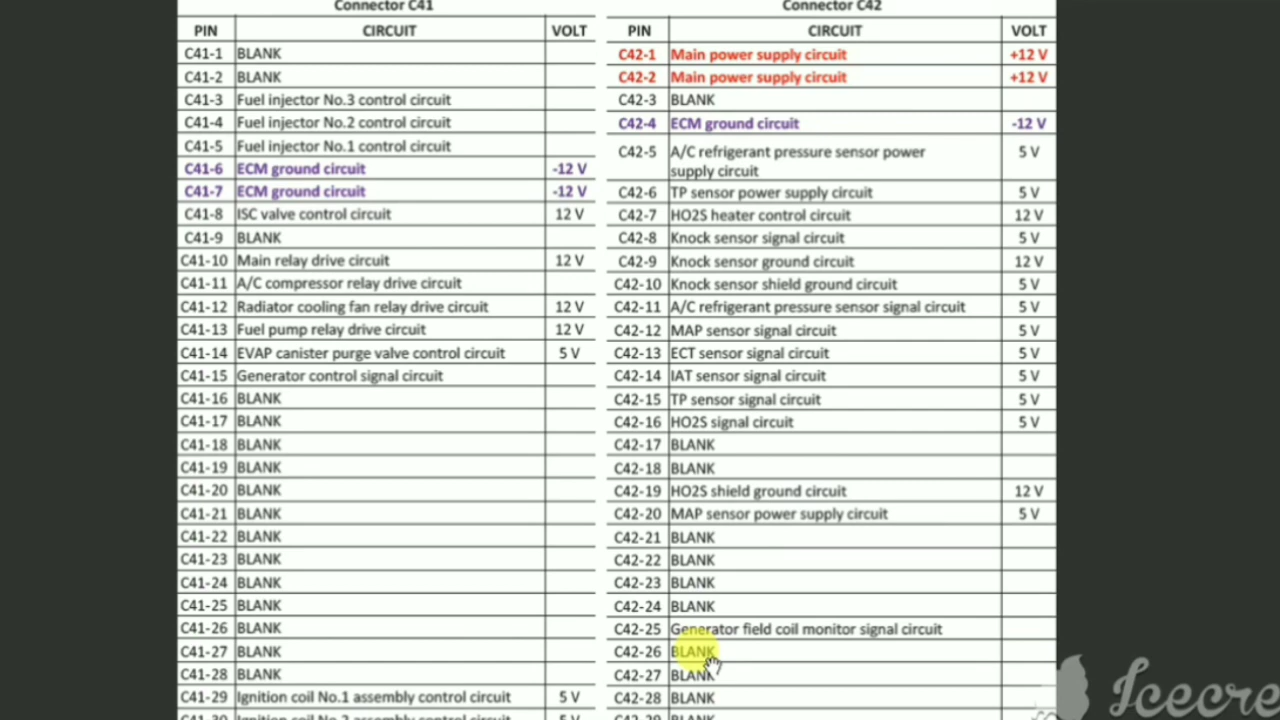 Connector C41
PIN CIRCUIT VOLT
C41-1 BLANK
C41-2 BLANK
C41-3 Fuel injector No.3 control circuit
C41-4 Fuel injector No.2 control circuit
C41-5 Fuel injector No.1 control circuit
C41-6 ECM ground circuit -12 V
C41-7 ECM ground circuit -12 V
C41-8 ISC valve control circuit 12 V
C41-9 BLANK
C41-10 Main relay drive circuit 12 V
C41-11 A/C compressor relay drive circuit
C41-12 Radiator cooling fan relay drive circuit 12 V
C41-13 Fuel pump relay drive circuit 12 V
C41-14 EVAP canister purge valve control circuit 5 V
C41-15 Generator control signal circuit
C41-16 BLANK
C41-17 BLANK
C41-18 BLANK
C41-19 BLANK
C41-20 BLANK
C41-21 BLANK
C41-22 BLANK
C41-23 BLANK
C41-24 BLANK
C41-25 BLANK
C41-26 BLANK
C41-27 BLANK
C41-28 BLANK
C41-29 Ignition coil No.1 assembly control circuit 5 V
C41-30 Ignition coil No.2 assembly control circuit 5 V
Connector C42
PIN CIRCUIT VOLT
C42-1 Main power supply circuit +12 V
C42-2 Main power supply circuit +12 V
C42-3 BLANK
C42-4 ECM ground circuit -12 V
C42-5 A/C refrigerant pressure sensor power 5 V
supply circuit
C42-6 TP sensor power supply circuit 5 V
C42-7 HO2S heater control circuit 12 V
C42-8 Knock sensor signal circuit 5 V
C42-9 Knock sensor ground circuit 12 V
C42-10 Knock sensor shield ground circuit 5 V
C42-11 A/C refrigerant pressure sensor signal circuit 5 V
C42-12 MAP sensor signal circuit 5 V
C42-13 ECT sensor signal circuit 5 V
C42-14 IAT sensor signal circuit 5 V
C42-15 TP sensor signal circuit 5 V
C42-16 HO2S signal circuit 5 V
C42-17 BLANK
C42-18 BLANK
C42-19 HO2S shield ground circuit 12 V
C42-20 MAP sensor power supply circuit 5 V
C42-21 BLANK
C42-22 BLANK
C42-23 BLANK
C42-24 BLANK
C42-25 Generator field coil monitor signal circuit
C42-26 BLANK
C42-27 BLANK
C42-28 BLANK
C42-29 BLANK
Icecre